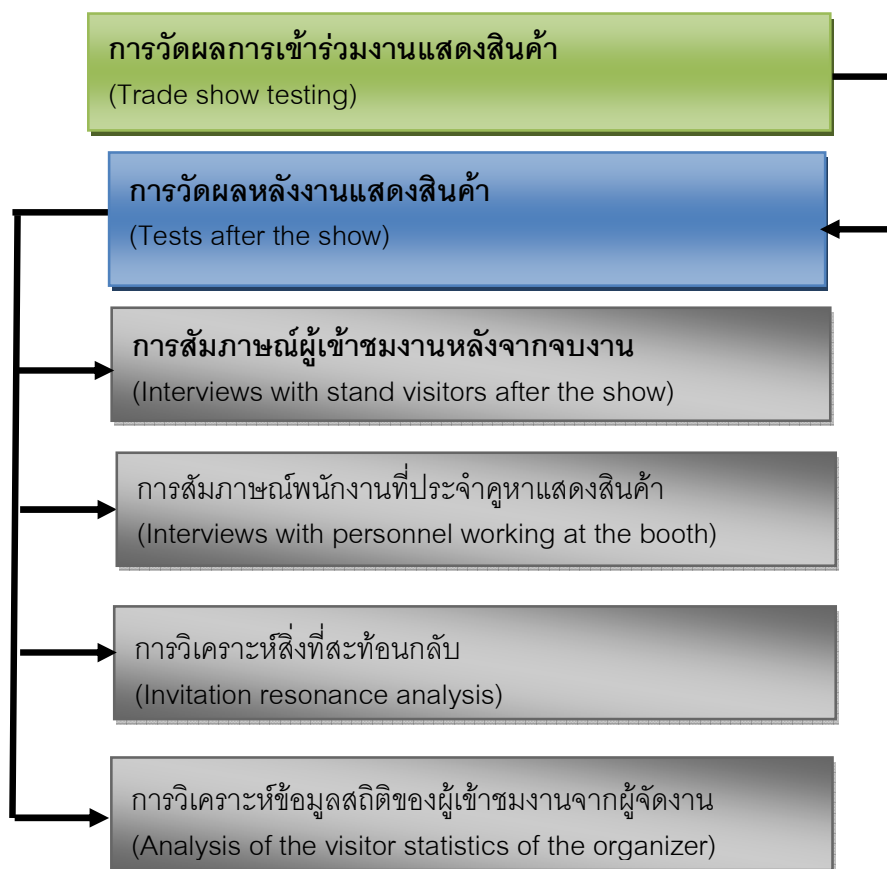 การวัดผลการเข้าร่วมงานแสดงสินค้า
(Trade show testing)
การวัดผลหลังงานแสดงสินค้า
(Tests after the show)
การสัมภาษณ์ผู้เข้าชมงานหลังจากจบงาน
(Interviews with stand visitors after the show)
การสัมภาษณ์พนักงานที่ประจำคูหาแสดงสินค้า
(Interviews with personnel working at the booth)
การวิเคราะห์สิ่งที่สะท้อนกลับ
(Invitation resonance analysis)
การวิเคราะห์ข้อมูลสถิติของผู้เข้าชมงานจากผู้จัดงาน
(Analysis of the visitor statistics of the organizer)